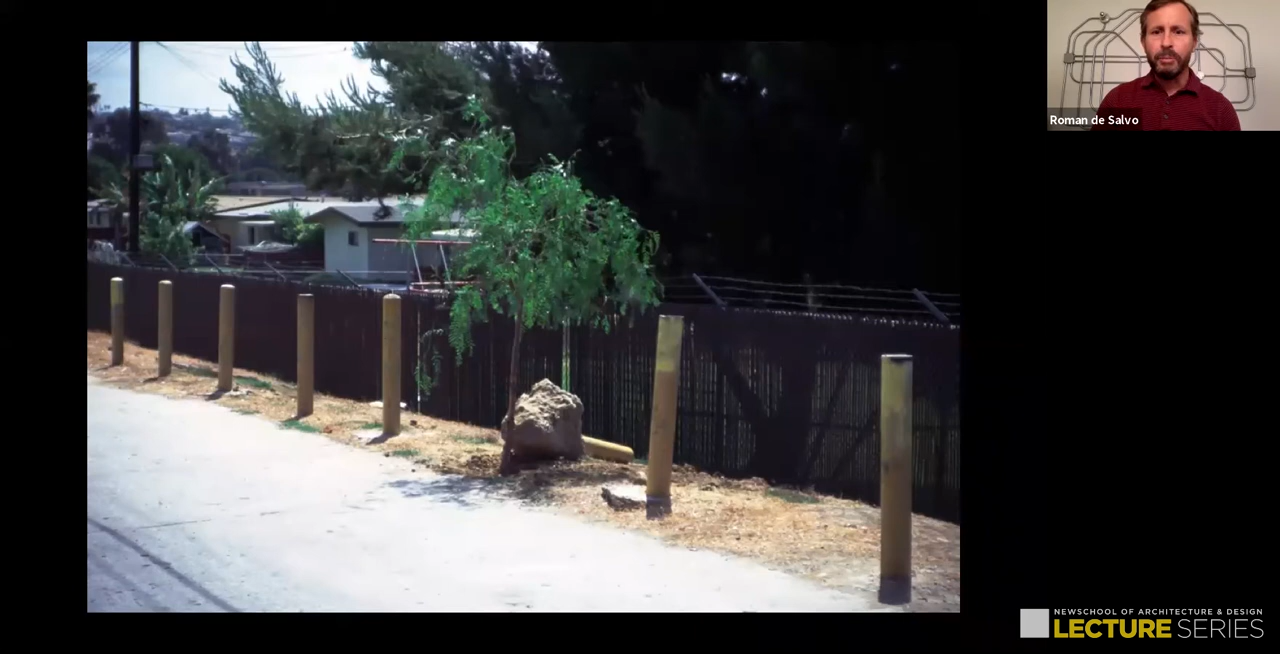 Roman de Salvo
NEWSCHOOL OF ARCHITECTURE & DESIGN
LECTURE SERIES